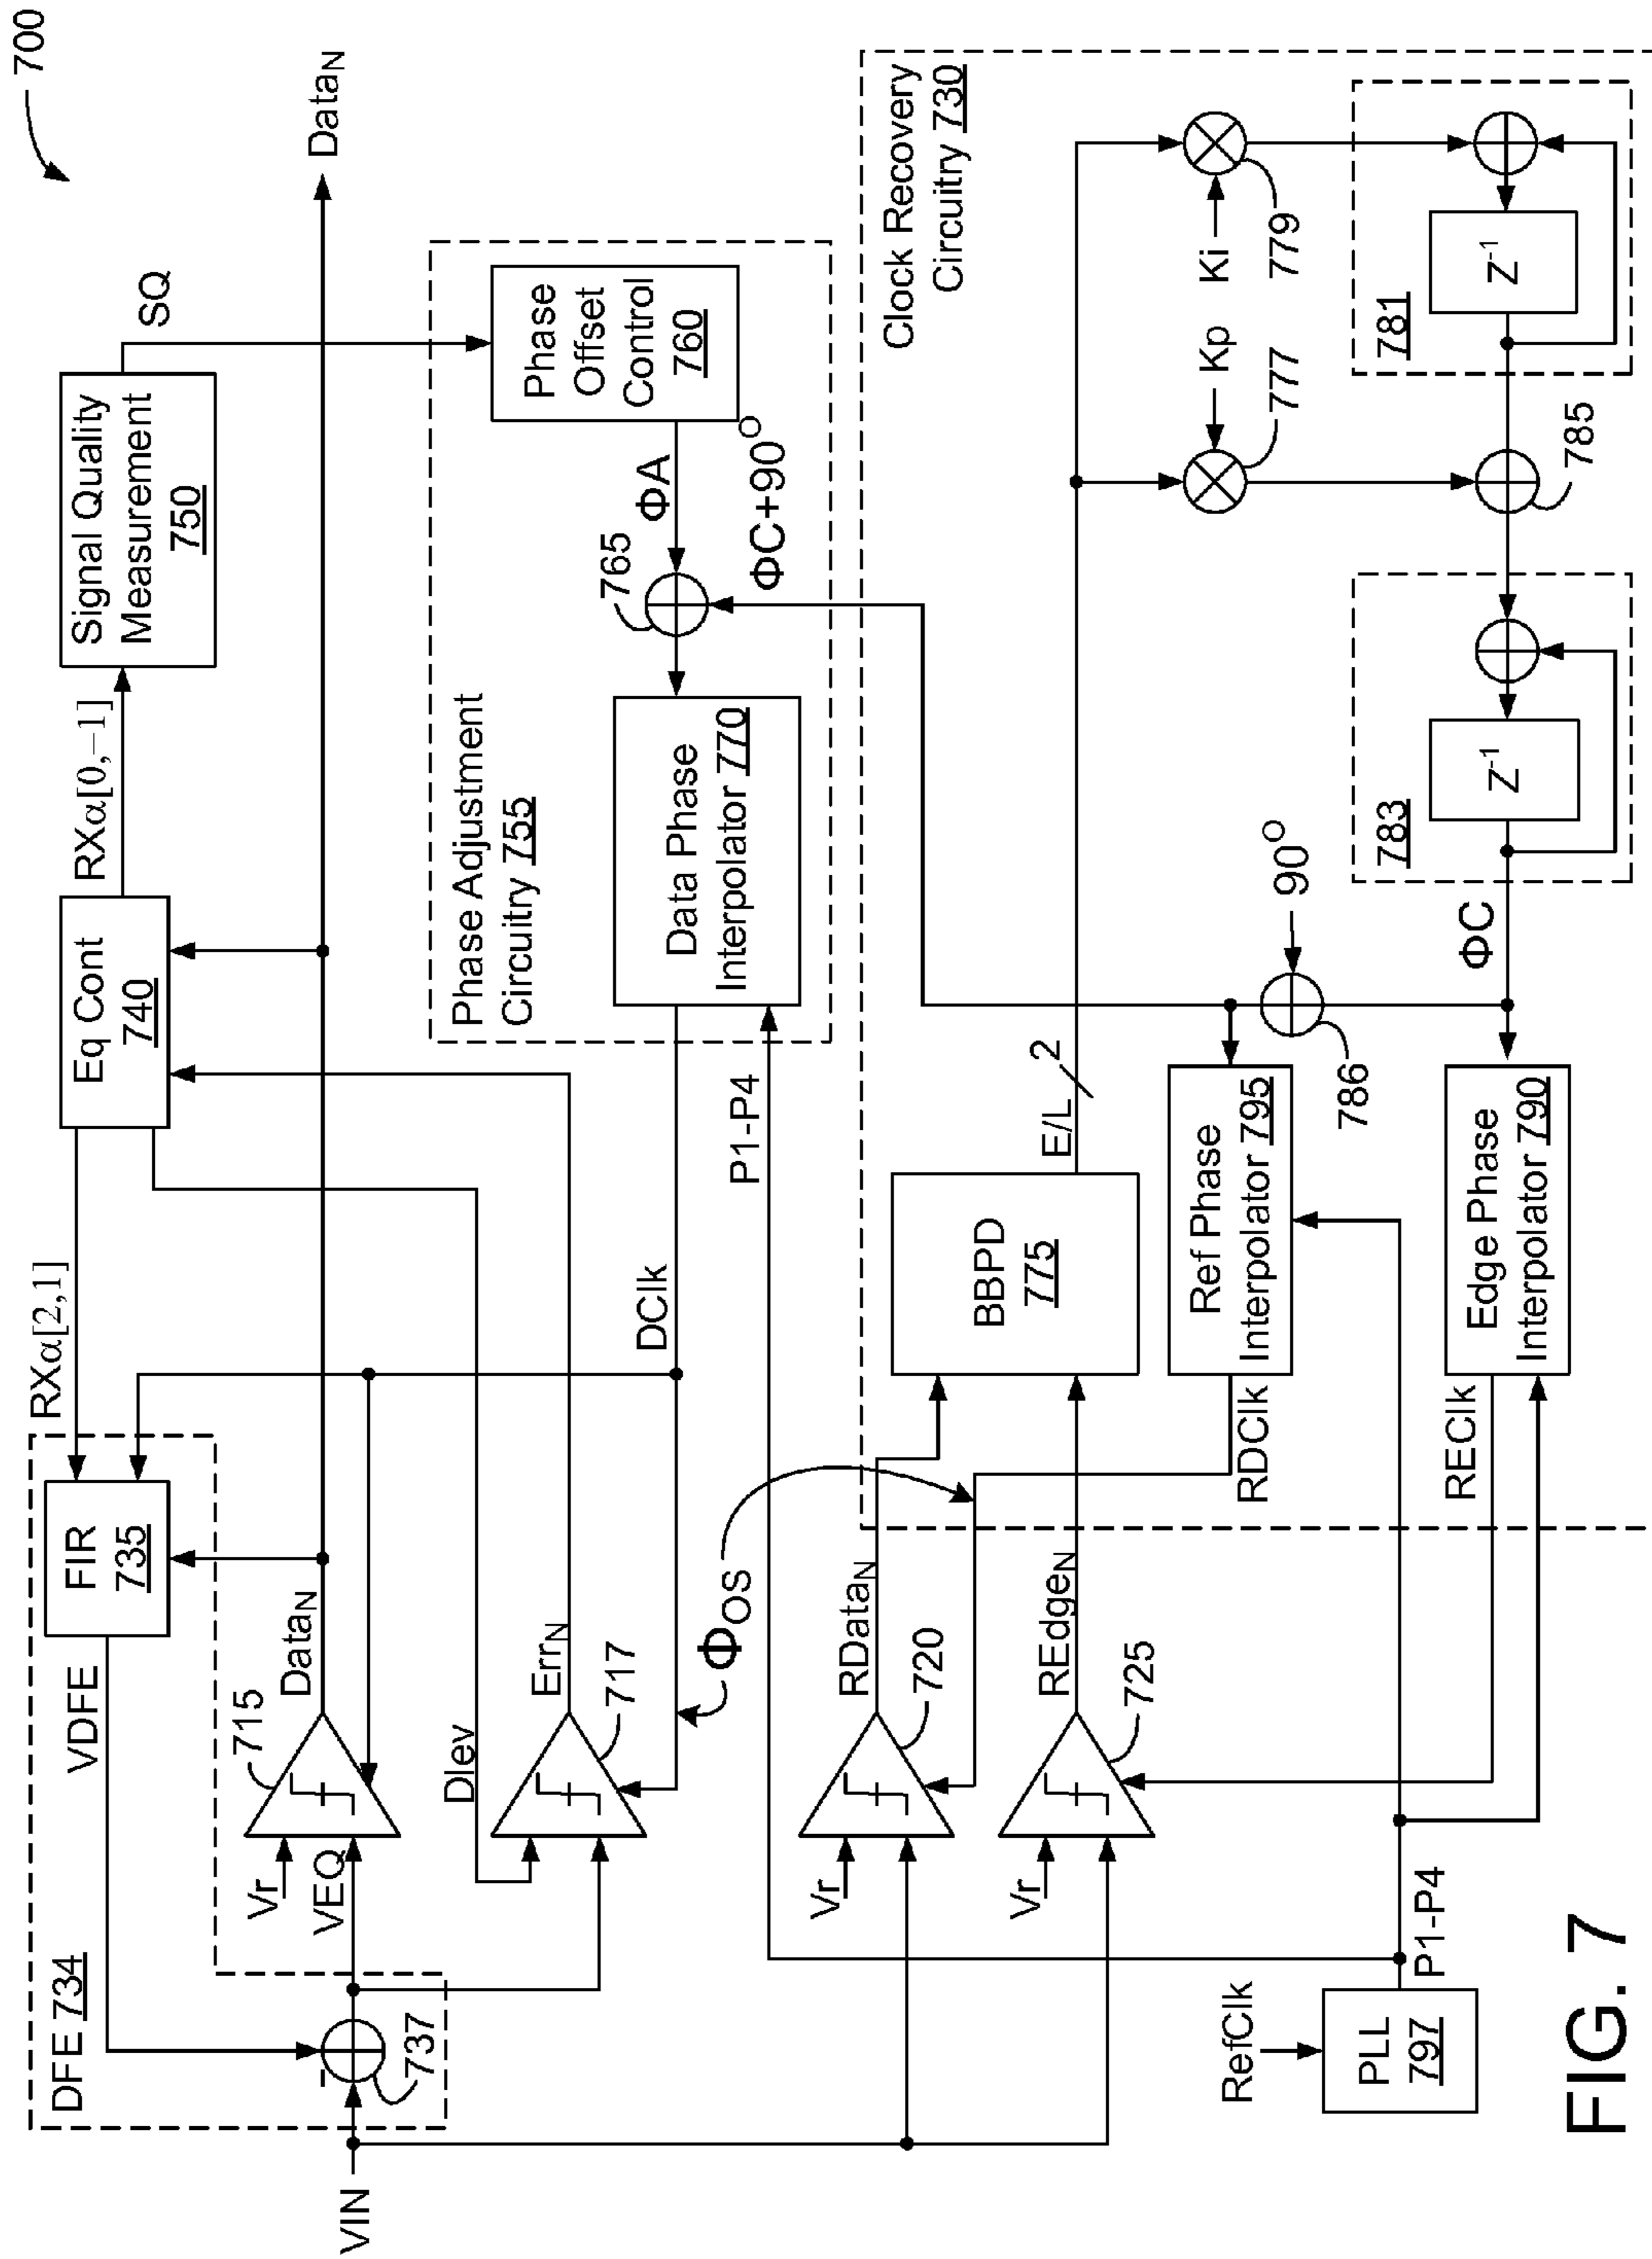 700
DFE 734
VDFE
FIR
735
RXα[2,1]
Eq Cont
740
RXα[0,−1]
Signal Quality
Measurement
750
SQ
VIN
−
737
Vr
VEQ
715
DataN
DataN
Dlev
ErrN
717
DClk
P1-P4
Phase Adjustment
Circuitry 755
Data Phase
Interpolator 770
765
ΦA
ΦC+90°
Phase
Offset
Control
760
ΦOS
Vr
RDataN
720
Vr
REdgeN
725
Clock Recovery
Circuitry 730
BBPD
775
E/L
2
RDClk
Ref Phase
Interpolator 795
786
90°
REClk
Edge Phase
Interpolator 790
ΦC
783
Z-1
785
777
Kp
Ki
779
781
Z-1
RefClk
PLL
797
P1-P4
FIG. 7